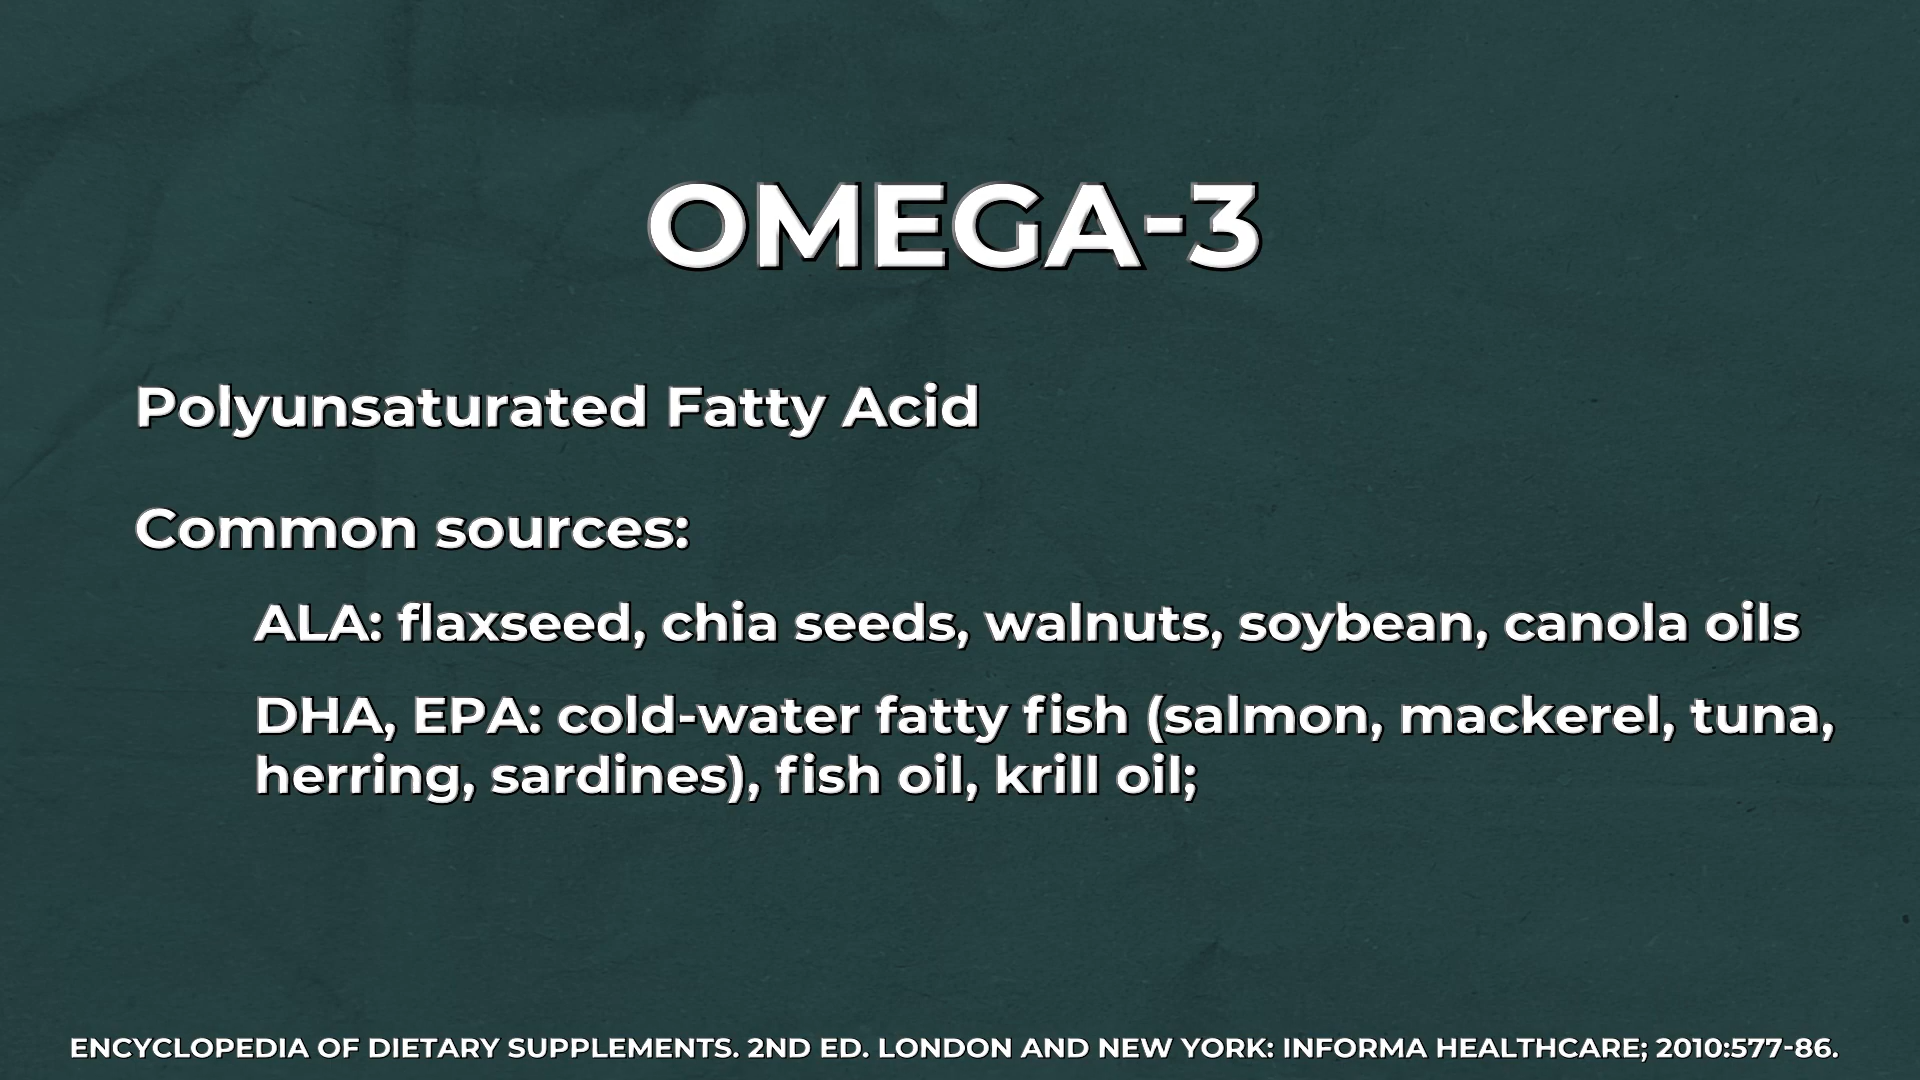 OMEGA-3
Polyunsaturated Fatty Acid
Common sources:
ALA: flaxseed, chia seeds, walnuts, soybean, canola oils
DHA, EPA: cold-water fatty fish (salmon, mackerel, tuna,
herring, sardines), fish oil, krill oil;
ENCYCLOPEDIA OF DIETARY SUPPLEMENTS. 2ND ED. LONDON AND NEW YORK: INFORMA HEALTHCARE; 2010:577-86.